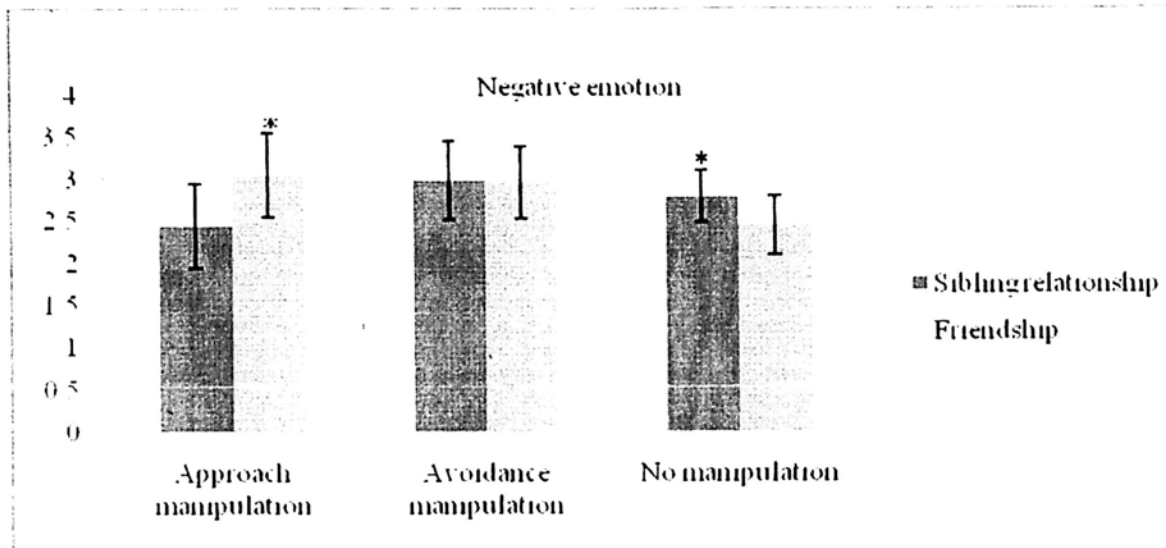 Negative emotion
4
3.5
3
2.5
2
1.5
1
0.5
0
*
*
Sibling relationship
Friendship
Approach
manipulation
Avoidance
manipulation
No manipulation